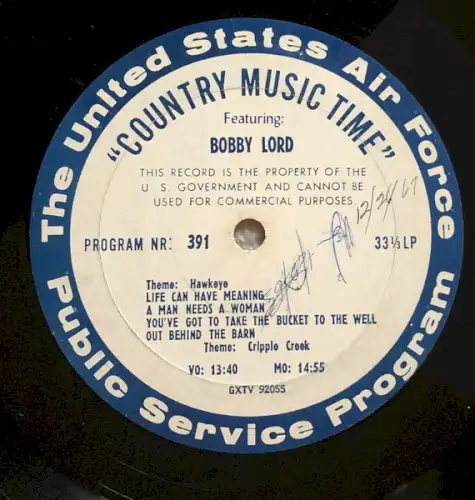 The United States Air Force
"COUNTRY MUSIC TIME"
Featuring:
BOBBY LORD
THIS RECORD IS THE PROPERTY OF THE
U. S. GOVERNMENT AND CANNOT BE
USED FOR COMMERCIAL PURPOSES.
12/26/67
PROGRAM NR: 391
33⅓ LP
Theme: Hawkeye
LIFE CAN HAVE MEANING
A MAN NEEDS A WOMAN
YOU'VE GOT TO TAKE THE BUCKET TO THE WELL
OUT BEHIND THE BARN
Theme: Cripple Creek
VO: 13:40 MO: 14:55
GXTV 92055
Public Service Program